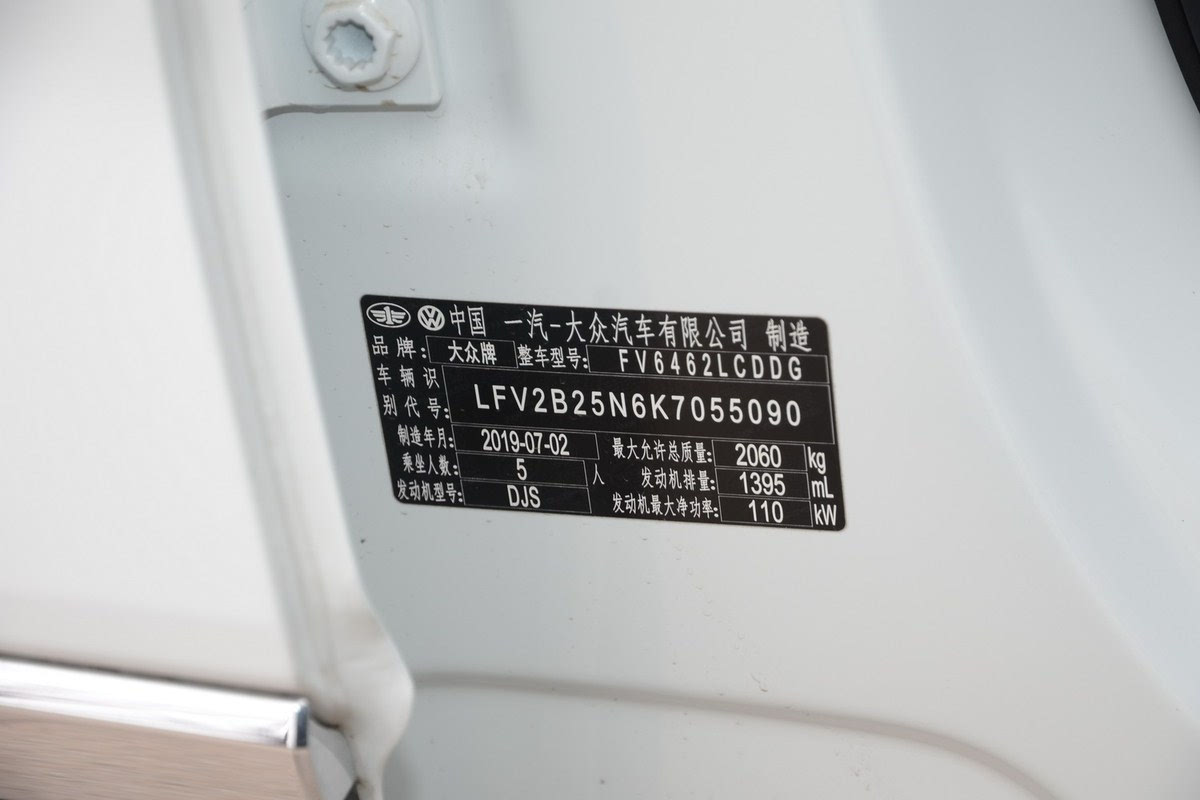 中国 一汽-大众汽车有限公司 制造
品牌: 大众牌 整车型号: FV6462LCDDG
车辆识别代号: LFV2B25N6K7055090
制造年月: 2019-07-02 最大允许总质量: 2060 kg
乘坐人数: 5 人 发动机排量: 1395 mL
发动机型号: DJS 发动机最大净功率: 110 kW